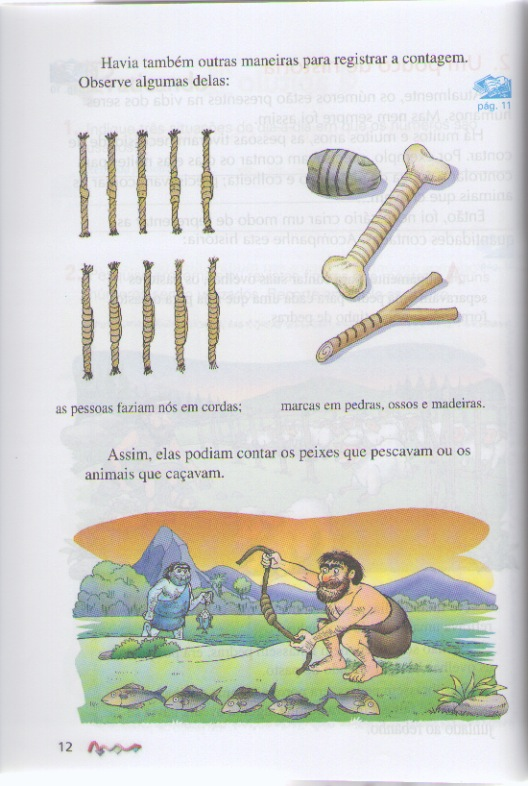 Havia também outras maneiras para registrar a contagem.
Observe algumas delas:
pág. 11
as pessoas faziam nós em cordas;
marcas em pedras, ossos e madeiras.
Assim, elas podiam contar os peixes que pescavam ou os
animais que caçavam.
12